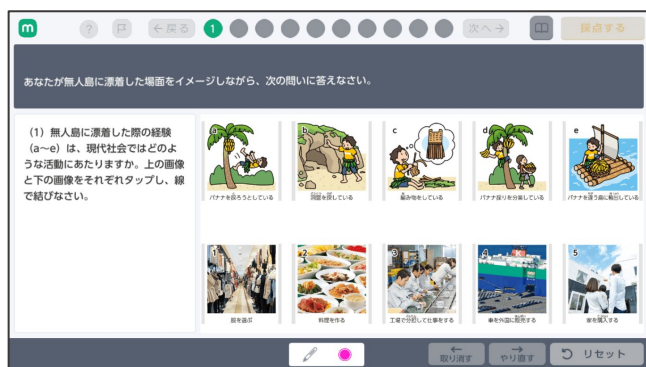 m ? ←戻る 1 次へ→ 採点する
あなたが無人島に漂着した場面をイメージしながら、次の問いに答えなさい。
(1) 無人島に漂着した際の経験
(a〜e) は、現代社会ではどのよ
うな活動にあたりますか。上の画像
と下の画像をそれぞれタップし、線
で結びなさい。
a b c d e
バナナを採ろうとしている 洞窟を探している 編み物をしている バナナ採りを分業している バナナを違う島に輸出している
1 2 3 4 5
服を選ぶ 料理を作る 工場で分担して仕事をする 車を外国に販売する 家を購入する
← 取り消す → やり直す リセット